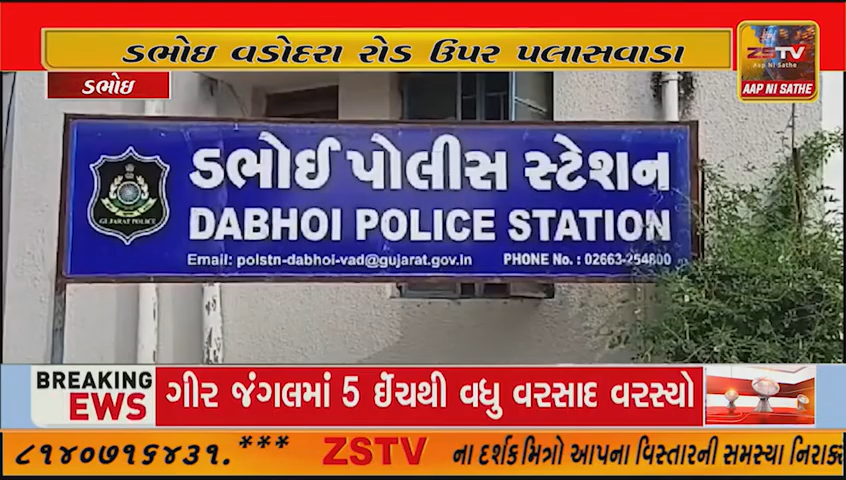 ડભોઇ વડોદરા રોડ ઉપર પલાસવાડા
ZSTV
Aap Ni Sathe
AAP NI SATHE
ડભોઇ
ડભોઈ પોલીસ સ્ટેશન
GUJARAT POLICE
DABHOI POLICE STATION
Email: polstn-dabhoi-vad@gujarat.gov.in PHONE No. : 02663-254800
BREAKING
EWS
ગીર જંગલમાં 5 ઈંચથી વધુ વરસાદ વરસ્યો
૮૧૪૦૭૧૬૪૩૧.*** ZSTV ના દર્શક મિત્રો આપના વિસ્તારની સમસ્યા